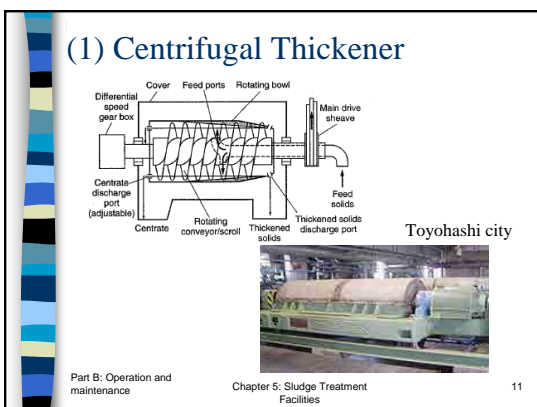 (1) Centrifugal Thickener
Differential
speed
gear box
Cover
Feed ports
Rotating bowl
Main drive
sheave
Centrate
discharge
port
(adjustable)
Centrate
Rotating
conveyor/scroll
Thickened
solids
Thickened solids
discharge port
Feed
solids
Toyohashi city
Part B: Operation and
maintenance
Chapter 5: Sludge Treatment
Facilities
11